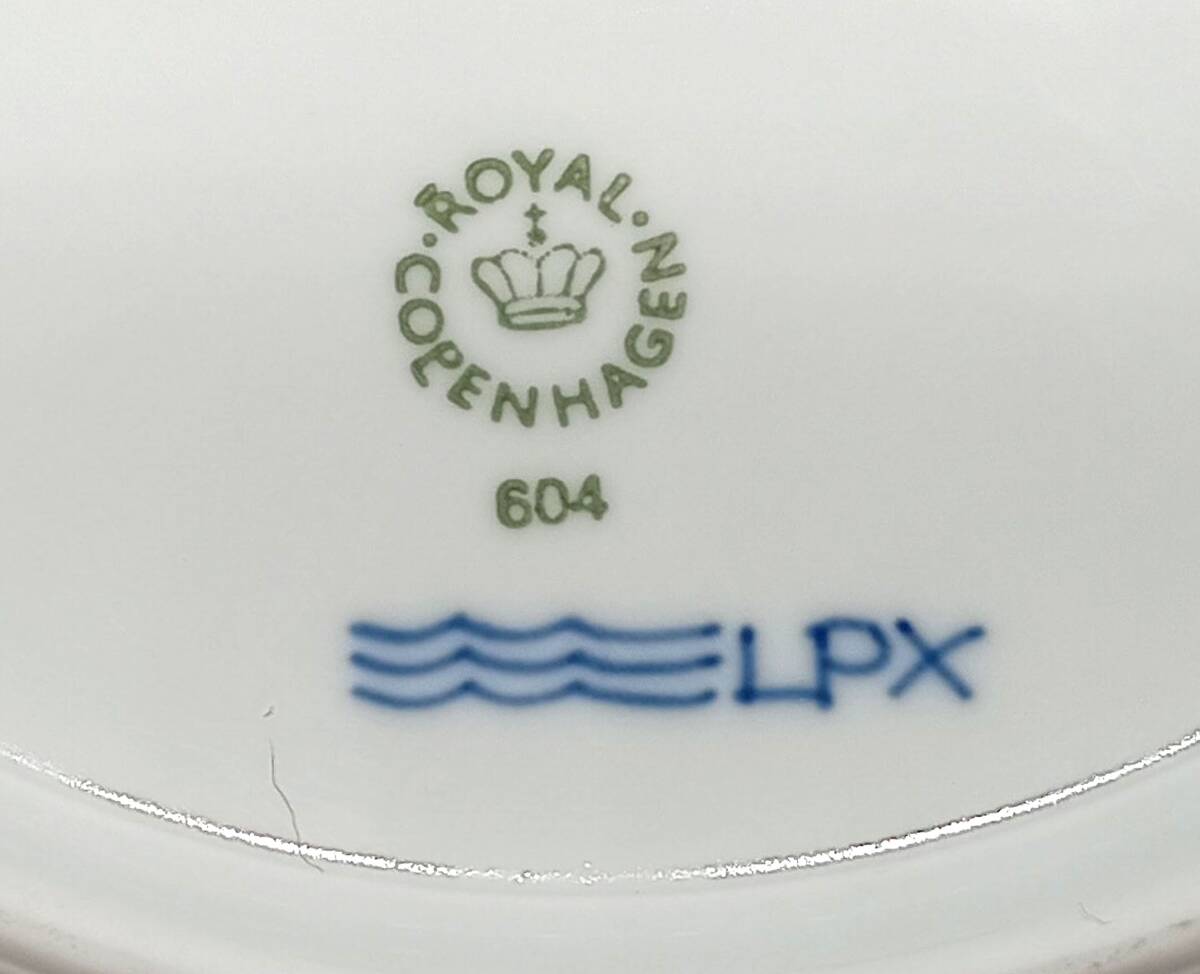 ·ROYAL·
COPENHAGEN
604
LPX